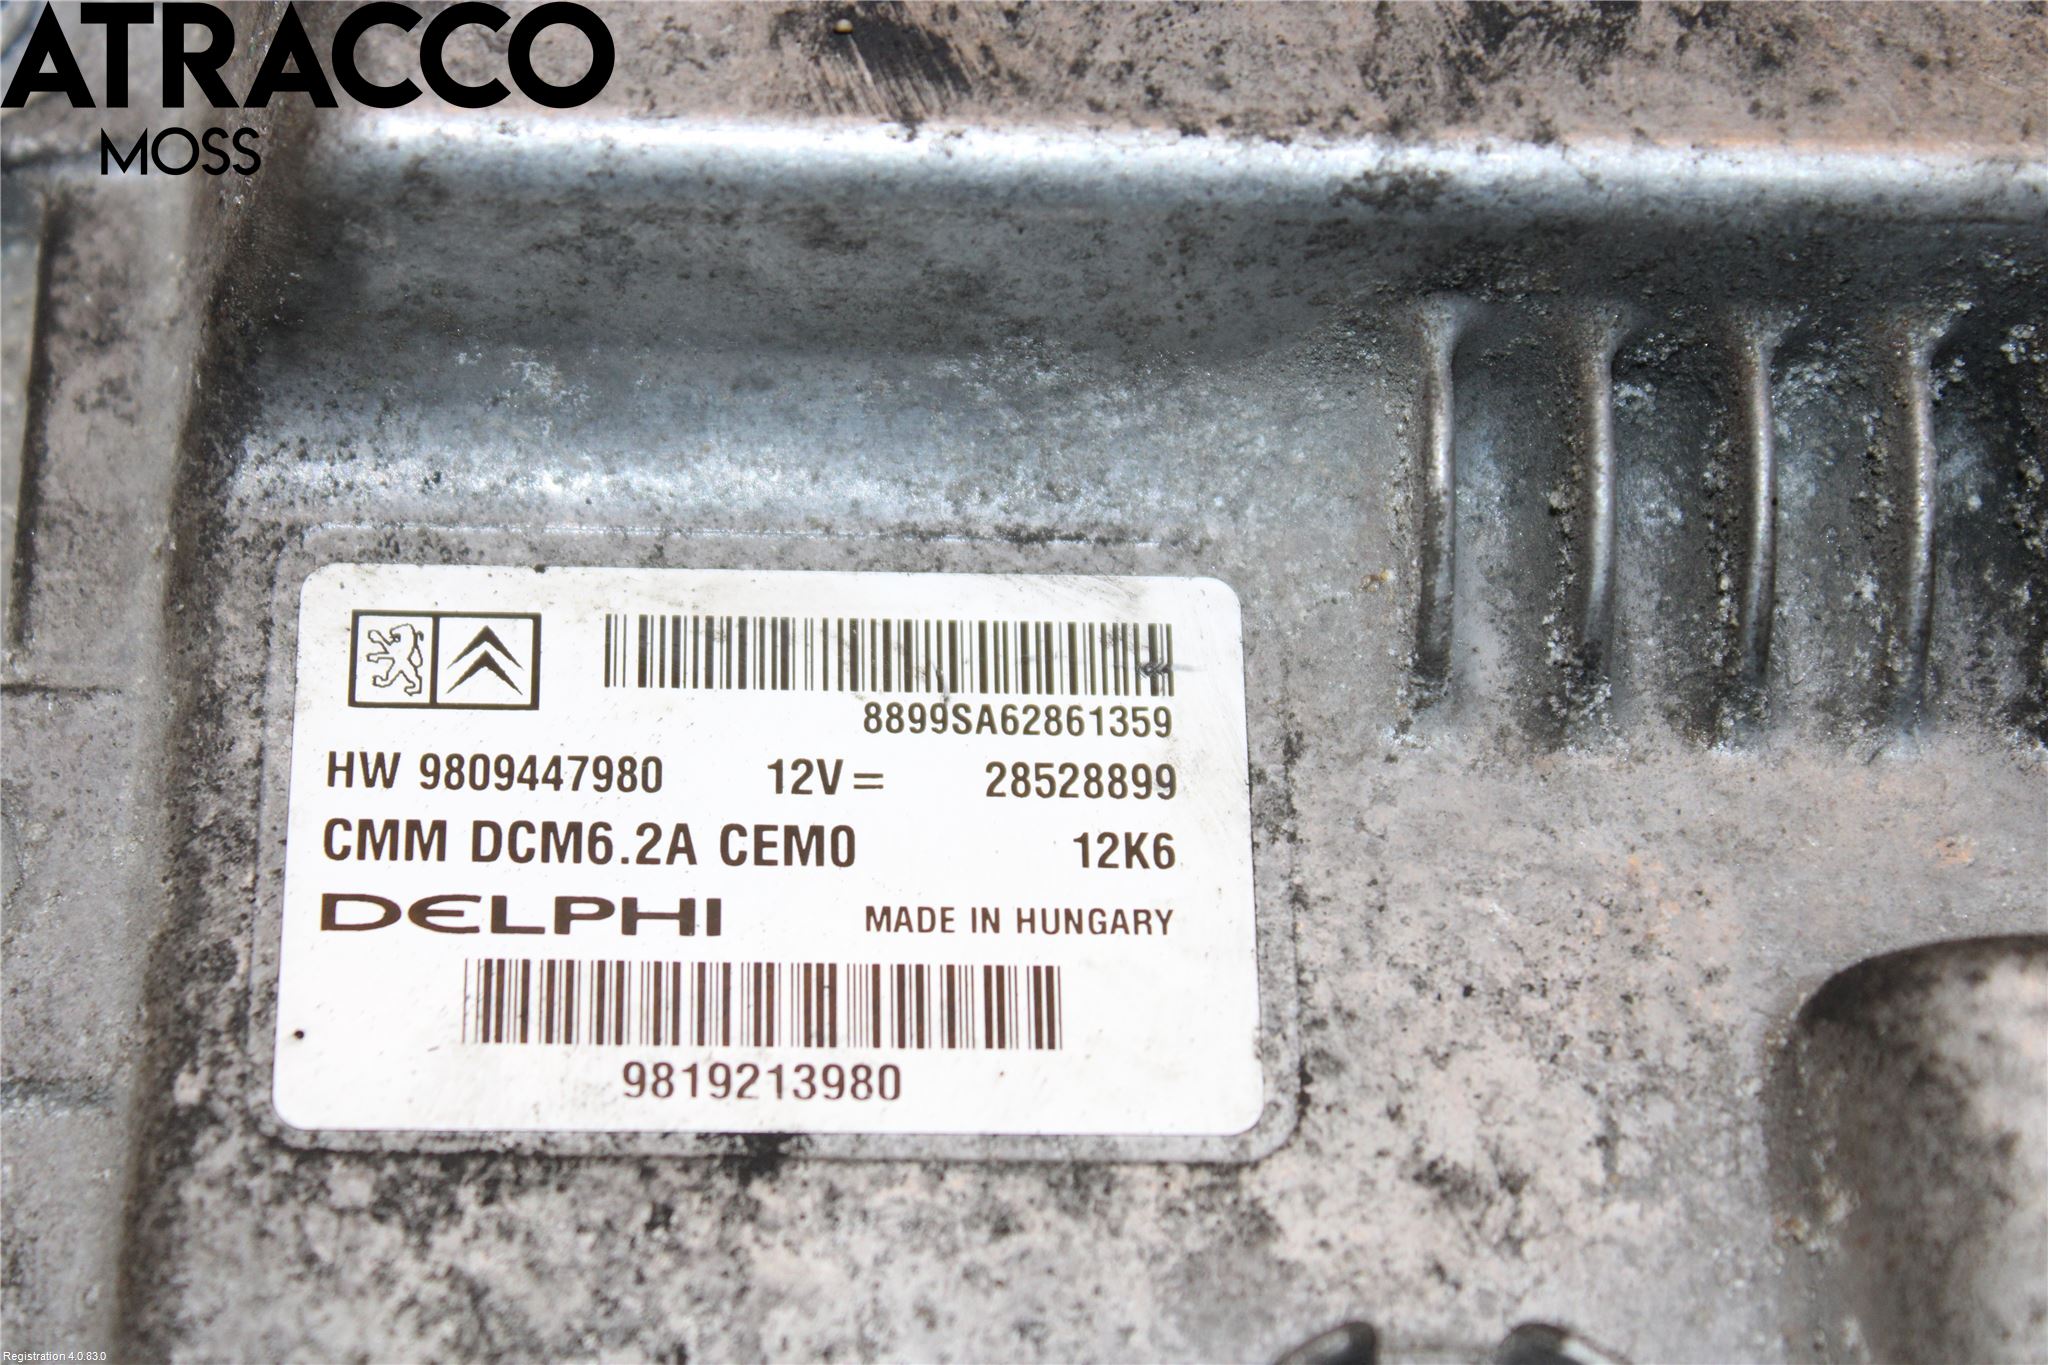 ATRACCO
MOSS
8899SA62861359
HW 9809447980 12V= 28528899
CMM DCM6.2A CEM0 12K6
DELPHI MADE IN HUNGARY
9819213980
Registration 4.0.83.0